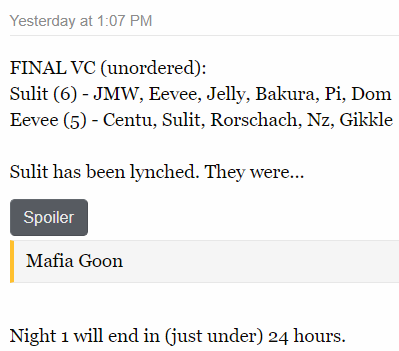 Yesterday at 1:07 PM
FINAL VC (unordered):
Sulit (6) - JMW, Eevee, Jelly, Bakura, Pi, Dom
Eevee (5) - Centu, Sulit, Rorschach, Nz, Gikkle
Sulit has been lynched. They were...
Spoiler
Mafia Goon
Night 1 will end in (just under) 24 hours.